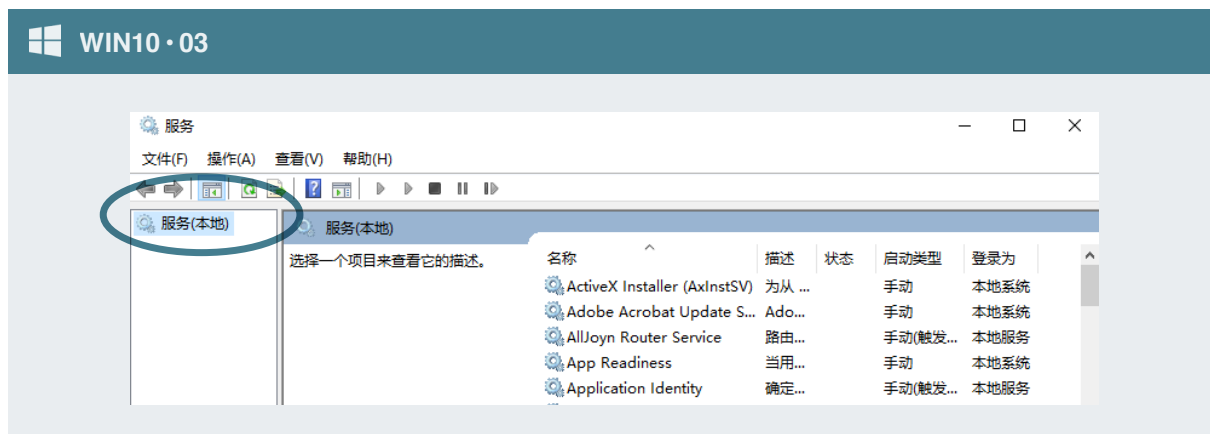 WIN10·03
服务
文件(F) 操作(A) 查看(V) 帮助(H)
服务(本地)
服务(本地)
选择一个项目来查看它的描述。
名称 描述 状态 启动类型 登录为
ActiveX Installer (AxInstSV) 为从 ... 手动 本地系统
Adobe Acrobat Update S... Ado... 手动 本地系统
AllJoyn Router Service 路由... 手动(触发... 本地服务
App Readiness 当用... 手动 本地系统
Application Identity 确定... 手动(触发... 本地服务